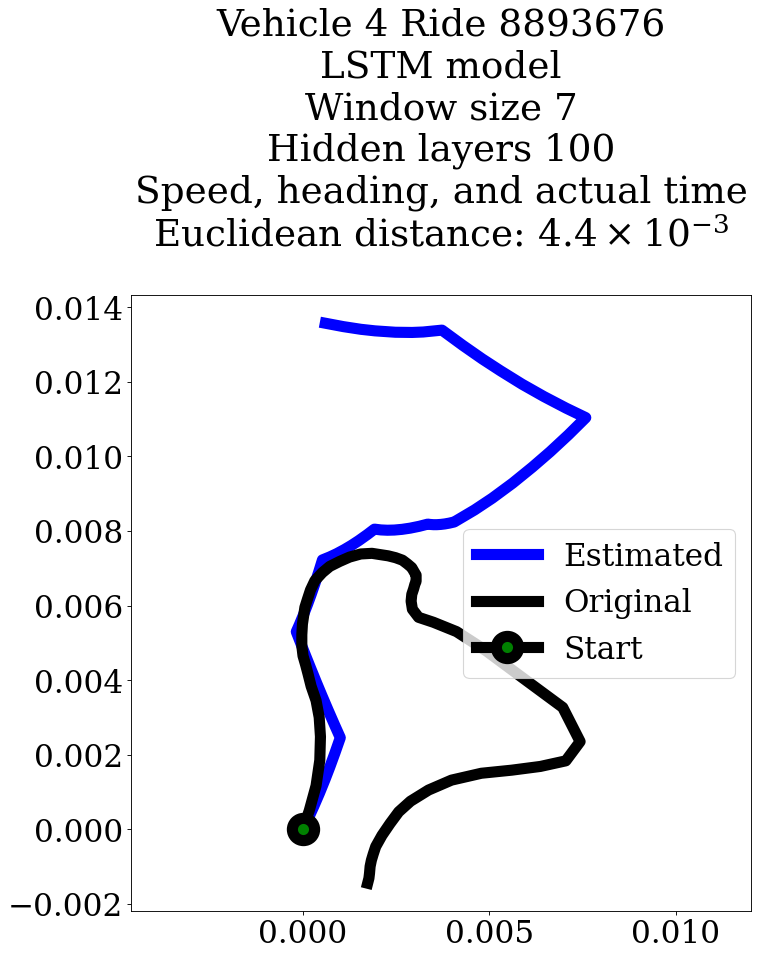 Vehicle 4 Ride 8893676
LSTM model
Window size 7
Hidden layers 100
Speed, heading, and actual time
Euclidean distance: 4.4 × 10⁻³
0.014
0.012
0.010
0.008
0.006
0.004
0.002
0.000
−0.002
Estimated
Original
Start
0.000 0.005 0.010